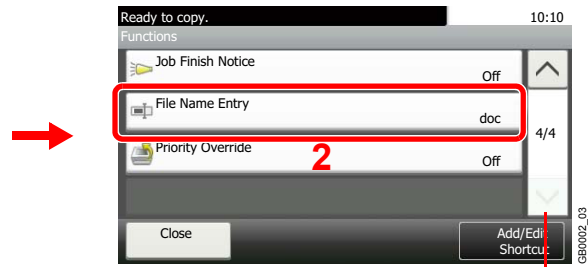 Ready to copy. 10:10
Functions
Job Finish Notice
Off
File Name Entry
doc
4/4
Priority Override
2
Off
Close
Add/Edit
Shortcut
GB0002_03